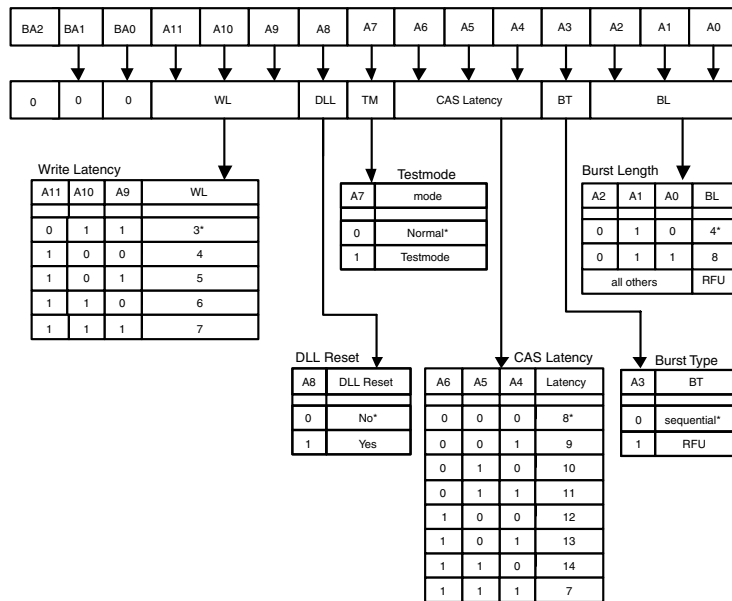 BA2 BA1 BA0 A11 A10 A9 A8 A7 A6 A5 A4 A3 A2 A1 A0
0 0 0 WL DLL TM CAS Latency BT BL
Write Latency
A11 A10 A9 WL
0 1 1 3*
1 0 0 4
1 0 1 5
1 1 0 6
1 1 1 7
Testmode
A7 mode
0 Normal*
1 Testmode
Burst Length
A2 A1 A0 BL
0 1 0 4*
0 1 1 8
all others RFU
DLL Reset
A8 DLL Reset
0 No*
1 Yes
CAS Latency
A6 A5 A4 Latency
0 0 0 8*
0 0 1 9
0 1 0 10
0 1 1 11
1 0 0 12
1 0 1 13
1 1 0 14
1 1 1 7
Burst Type
A3 BT
0 sequential*
1 RFU